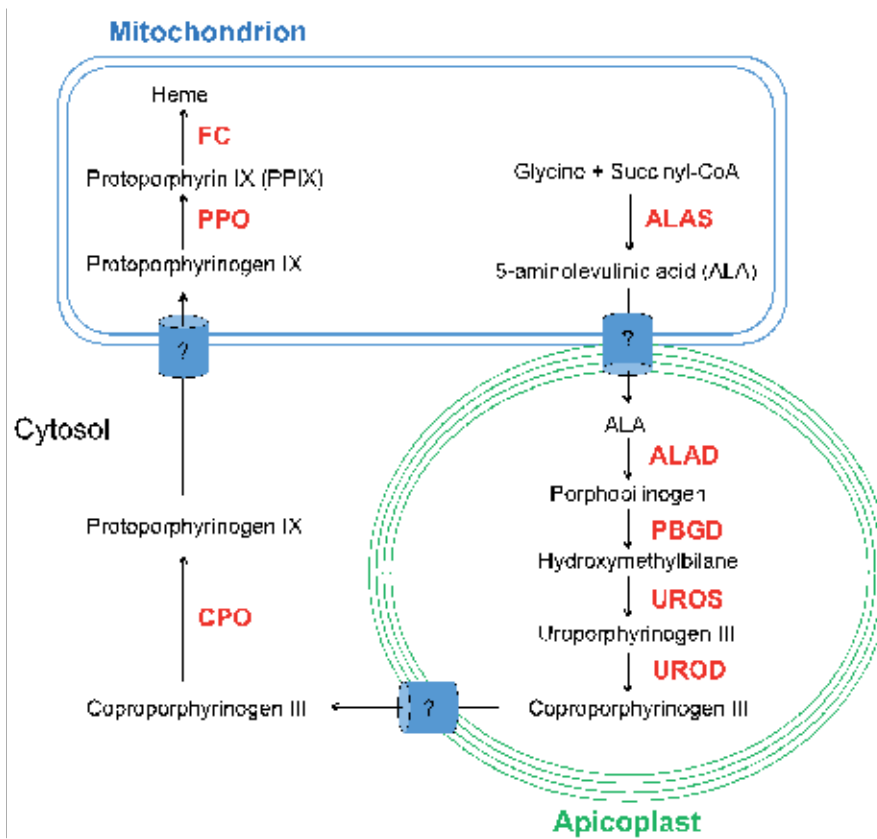 Mitochondrion
Heme
FC
Protoporphyrin IX (PPIX)
PPO
Protoporphyrinogen IX
?
Glycine + Succinyl-CoA
ALAS
5-aminolevulinic acid (ALA)
?
Cytosol
ALA
ALAD
Porphobilinogen
PBGD
Hydroxymethylbilane
UROS
Uroporphyrinogen III
UROD
Coproporphyrinogen III
?
Coproporphyrinogen III
CPO
Protoporphyrinogen IX
Apicoplast